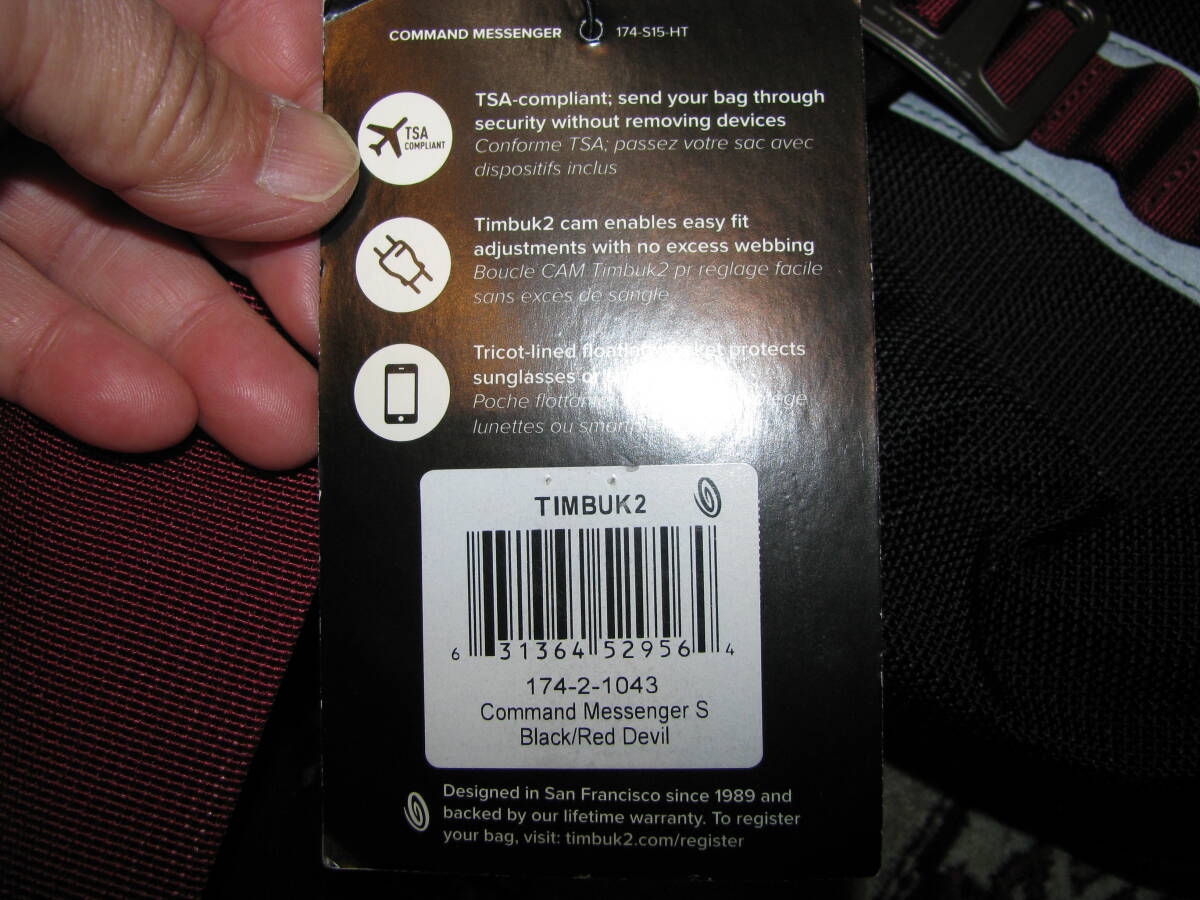 COMMAND MESSENGER 174-S15-HT
TSA COMPLIANT
TSA-compliant; send your bag through
security without removing devices
Conforme TSA; passez votre sac avec
dispositifs inclus
Timbuk2 cam enables easy fit
adjustments with no excess webbing
Boucle CAM Timbuk2 pr reglage facile
sans exces de sangle
Tricot-lined floating pocket protects
sunglasses or
Poche flottante
lunettes ou
TIMBUK2
6 31364 52956 4
174-2-1043
Command Messenger S
Black/Red Devil
Designed in San Francisco since 1989 and
backed by our lifetime warranty. To register
your bag, visit: timbuk2.com/register